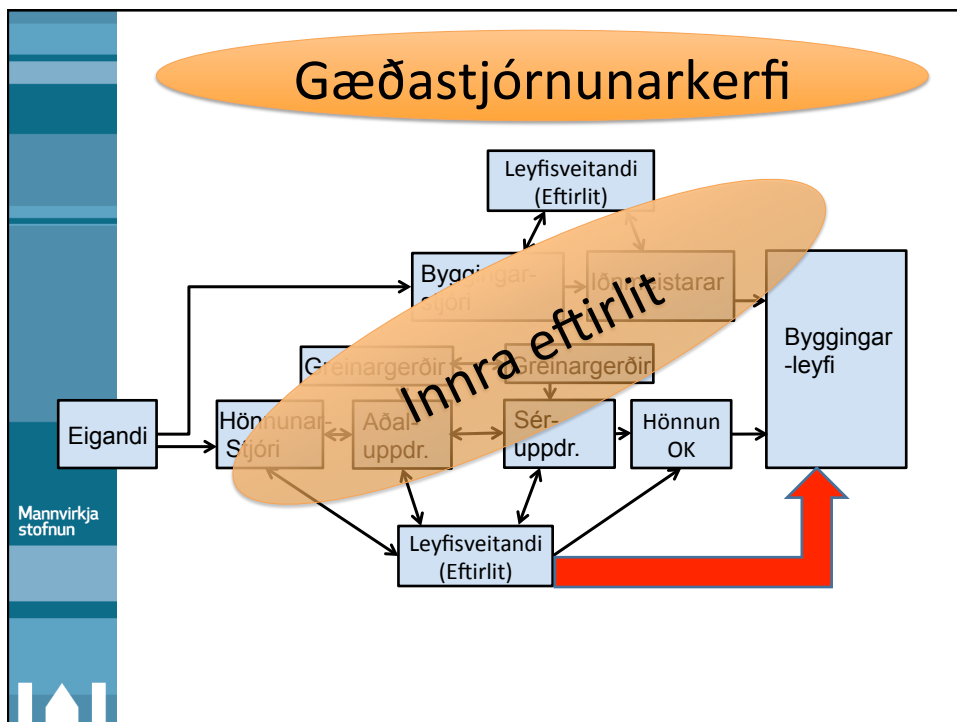 Gæðastjórnunarkerfi
Leyfisveitandi
(Eftirlit)
Byggingar-
stjóri
Iðnmeistarar
Byggingar
-leyfi
Innra eftirlit
Greinargerðir
Greinargerðir
Eigandi
Hönnunar-
Stjóri
Aðal-
uppdr.
Sér-
uppdr.
Hönnun
OK
Leyfisveitandi
(Eftirlit)
Mannvirkja
stofnun